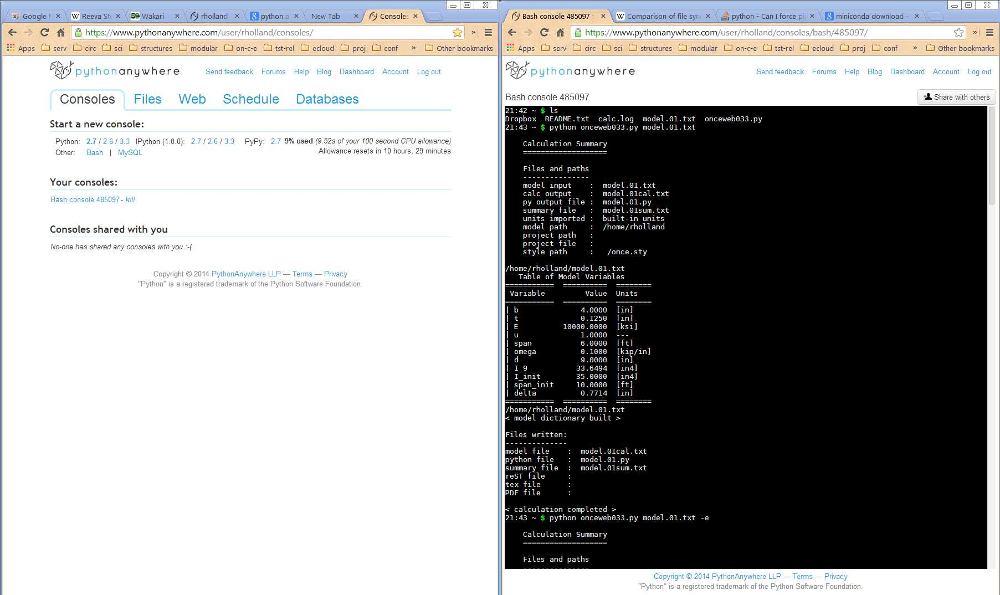 Google N
Reeva Ste
Wakari
rholland
python a
New Tab
Consoles
https://www.pythonanywhere.com/user/rholland/consoles/
Apps serv circ sci structures modular on-c-e tst-rel ecloud proj conf » Other bookmarks
pythonanywhere
Send feedback Forums Help Blog Dashboard Account Log out
Consoles Files Web Schedule Databases
Start a new console:
Python: 2.7 / 2.6 / 3.3 IPython (1.0.0): 2.7 / 2.6 / 3.3 PyPy: 2.7 9% used (9.52s of your 100 second CPU allowance)
Other: Bash | MySQL Allowance resets in 10 hours, 29 minutes
Your consoles:
Bash console 485097 - kill
Consoles shared with you
No-one has shared any consoles with you :-(
Copyright © 2014 PythonAnywhere LLP — Terms — Privacy
"Python" is a registered trademark of the Python Software Foundation.
Bash console 485097 :
Comparison of file sync
python - Can I force pi
miniconda download -
https://www.pythonanywhere.com/user/rholland/consoles/bash/485097/
Apps serv circ sci structures modular on-c-e tst-rel ecloud proj conf » Other bookmarks
pythonanywhere
Send feedback Forums Help Blog Dashboard Account Log out
Bash console 485097
Share with others
21:42 ~ $ ls
Dropbox README.txt calc.log model.01.txt onceweb033.py
21:43 ~ $ python onceweb033.py model.01.txt
Calculation Summary
===================
Files and paths
---------------
model input : model.01.txt
calc output : model.01cal.txt
py output file : model.01.py
summary file : model.01sum.txt
units imported : built-in units
model path : /home/rholland
project path :
project file :
style path : /once.sty
/home/rholland/model.01.txt
Table of Model Variables
=========== ========== ========
Variable Value Units
=========== ========== ========
| b 4.0000 [in]
| t 0.1250 [in]
| E 10000.0000 [ksi]
| u 1.0000 ---
| span 6.0000 [ft]
| omega 0.1000 [kip/in]
| d 9.0000 [in]
| I_9 33.6494 [in4]
| I_init 35.0000 [in4]
| span_init 10.0000 [ft]
| delta 0.7714 [in]
=========== ========== ========
/home/rholland/model.01.txt
< model dictionary built >
Files written:
--------------
model file : model.01cal.txt
python file : model.01.py
summary file : model.01sum.txt
reST file :
tex file :
PDF file :
< calculation completed >
21:43 ~ $ python onceweb033.py model.01.txt -e
Calculation Summary
===================
Files and paths
---------------
Copyright © 2014 PythonAnywhere LLP — Terms — Privacy
"Python" is a registered trademark of the Python Software Foundation.